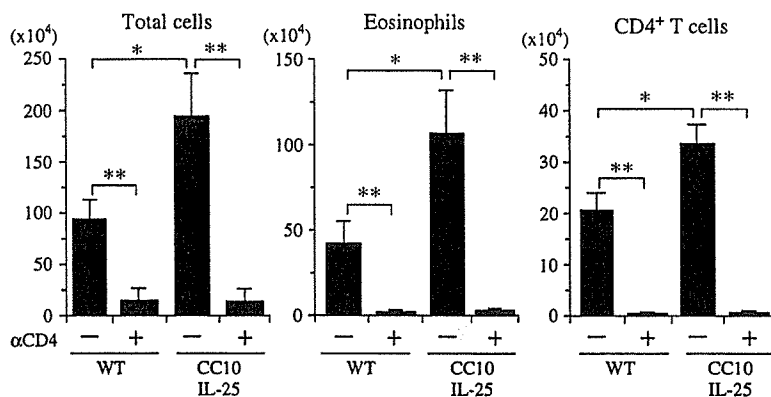 Total cells
(x10⁴)
250
200
150
100
50
0
*
**
**
αCD4
− + − +
WT
CC10
IL-25
Eosinophils
(x10⁴)
150
100
50
0
*
**
**
− + − +
WT
CC10
IL-25
CD4⁺ T cells
(x10⁴)
50
40
30
20
10
0
*
**
**
− + − +
WT
CC10
IL-25